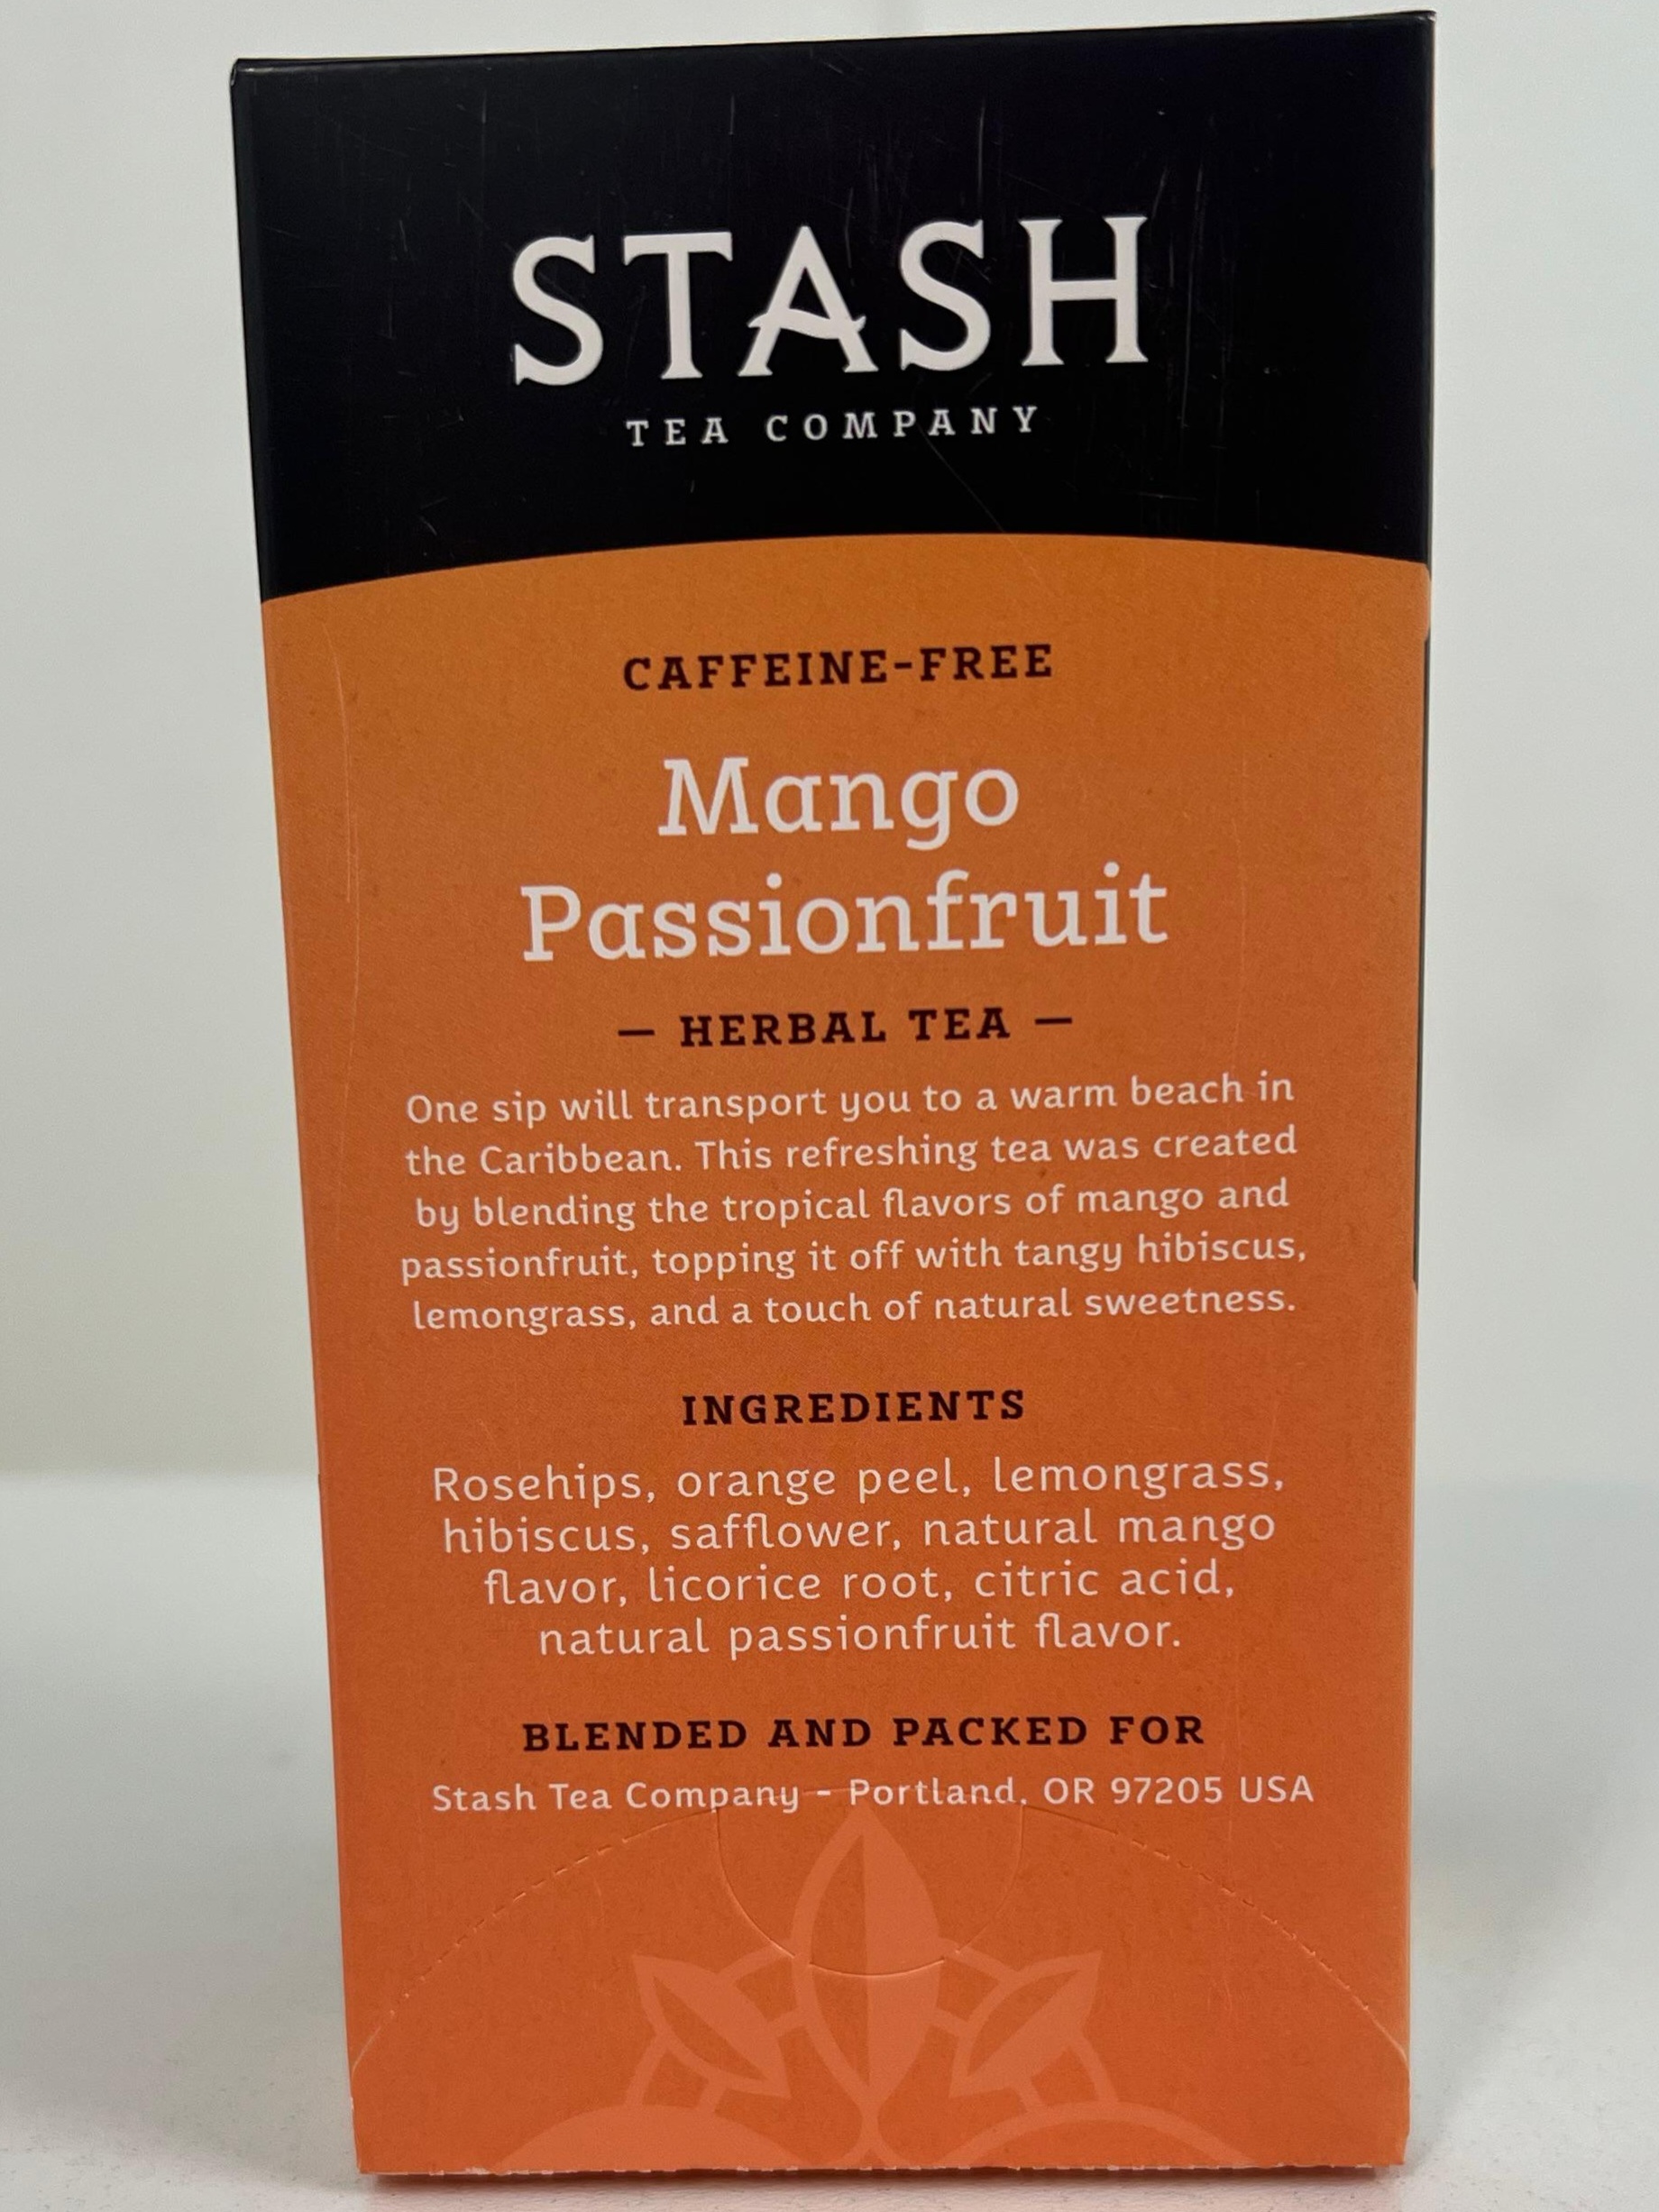 STASH
TEA COMPANY
CAFFEINE-FREE
Mango
Passionfruit
— HERBAL TEA —
One sip will transport you to a warm beach in
the Caribbean. This refreshing tea was created
by blending the tropical flavors of mango and
passionfruit, topping it off with tangy hibiscus,
lemongrass, and a touch of natural sweetness.
INGREDIENTS
Rosehips, orange peel, lemongrass,
hibiscus, safflower, natural mango
flavor, licorice root, citric acid,
natural passionfruit flavor.
BLENDED AND PACKED FOR
Stash Tea Company – Portland, OR 97205 USA